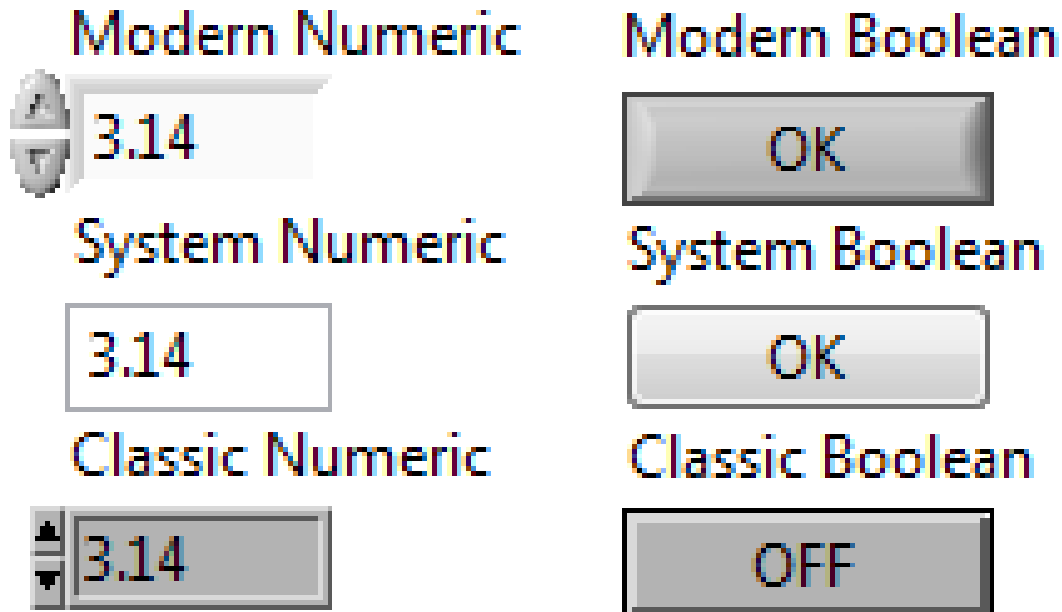 Modern Numeric
Modern Boolean
3.14
OK
System Numeric
System Boolean
3.14
OK
Classic Numeric
Classic Boolean
3.14
OFF